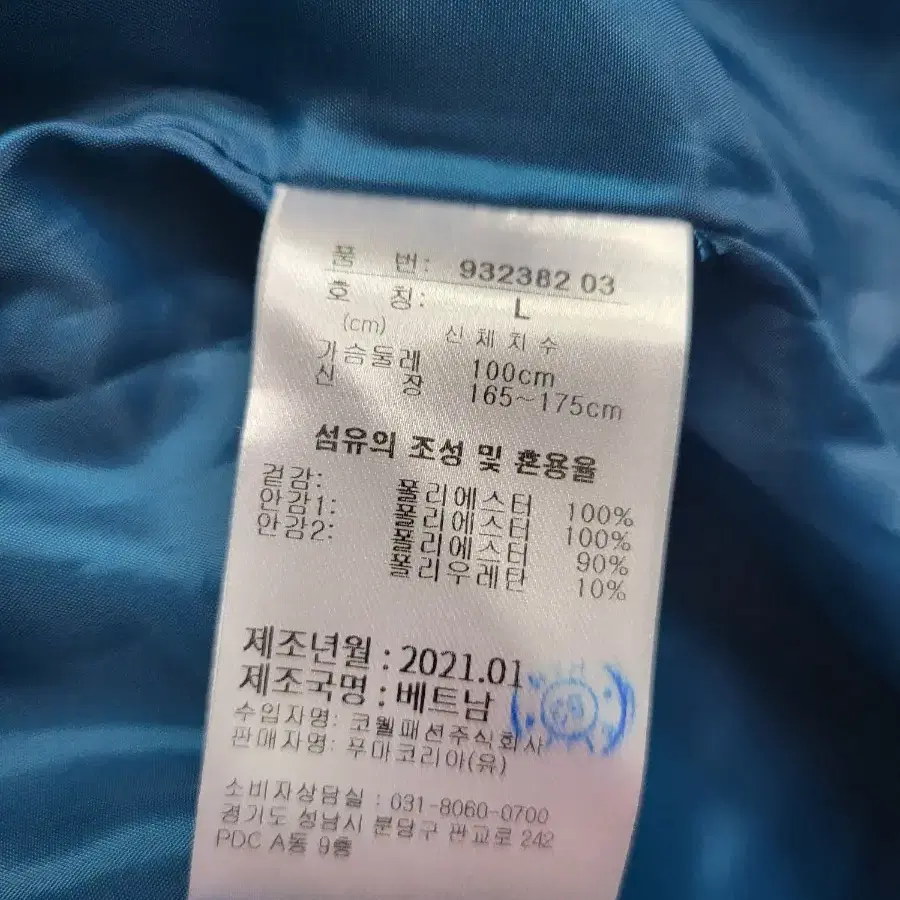 품 번: 932382 03
호 칭: L
(cm) 신체치수
가슴둘레 100cm
신 장 165~175cm
섬유의 조성 및 혼용율
겉감: 폴리에스터 100%
안감1: 폴리에스터 100%
안감2: 폴리에스터 90%
폴리우레탄 10%
제조년월 : 2021.01
제조국명 : 베트남
수입자명: 코웰패션주식회사
판매자명: 푸마코리아(유)
소비자상담실 : 031-8060-0700
경기도 성남시 분당구 판교로 242
PDC A동 9층